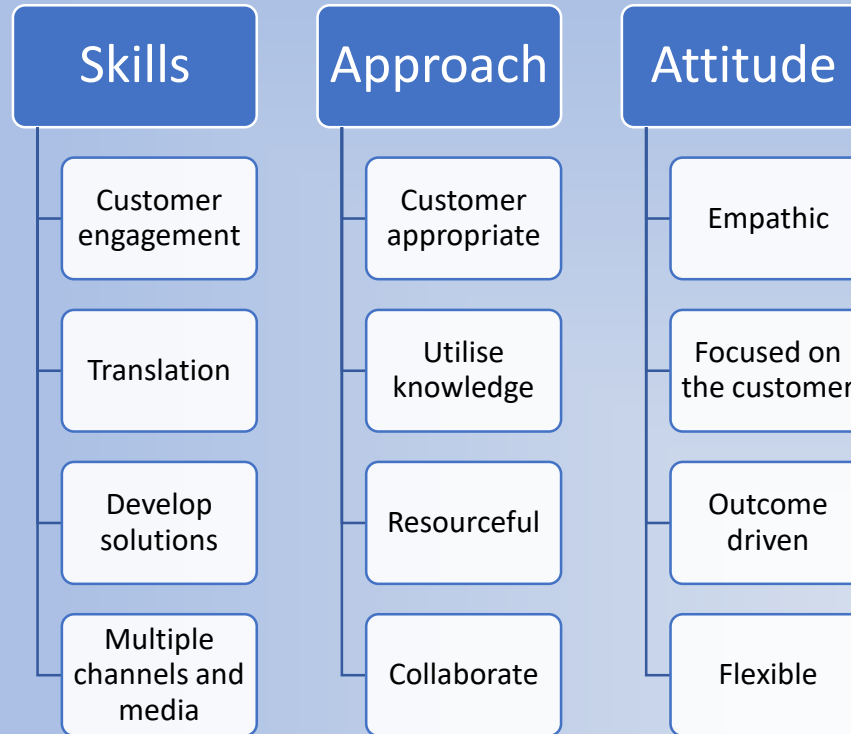 Skills
Customer
engagement
Translation
Develop
solutions
Multiple
channels and
media
Approach
Customer
appropriate
Utilise
knowledge
Resourceful
Collaborate
Attitude
Empathic
Focused on
the customer
Outcome
driven
Flexible